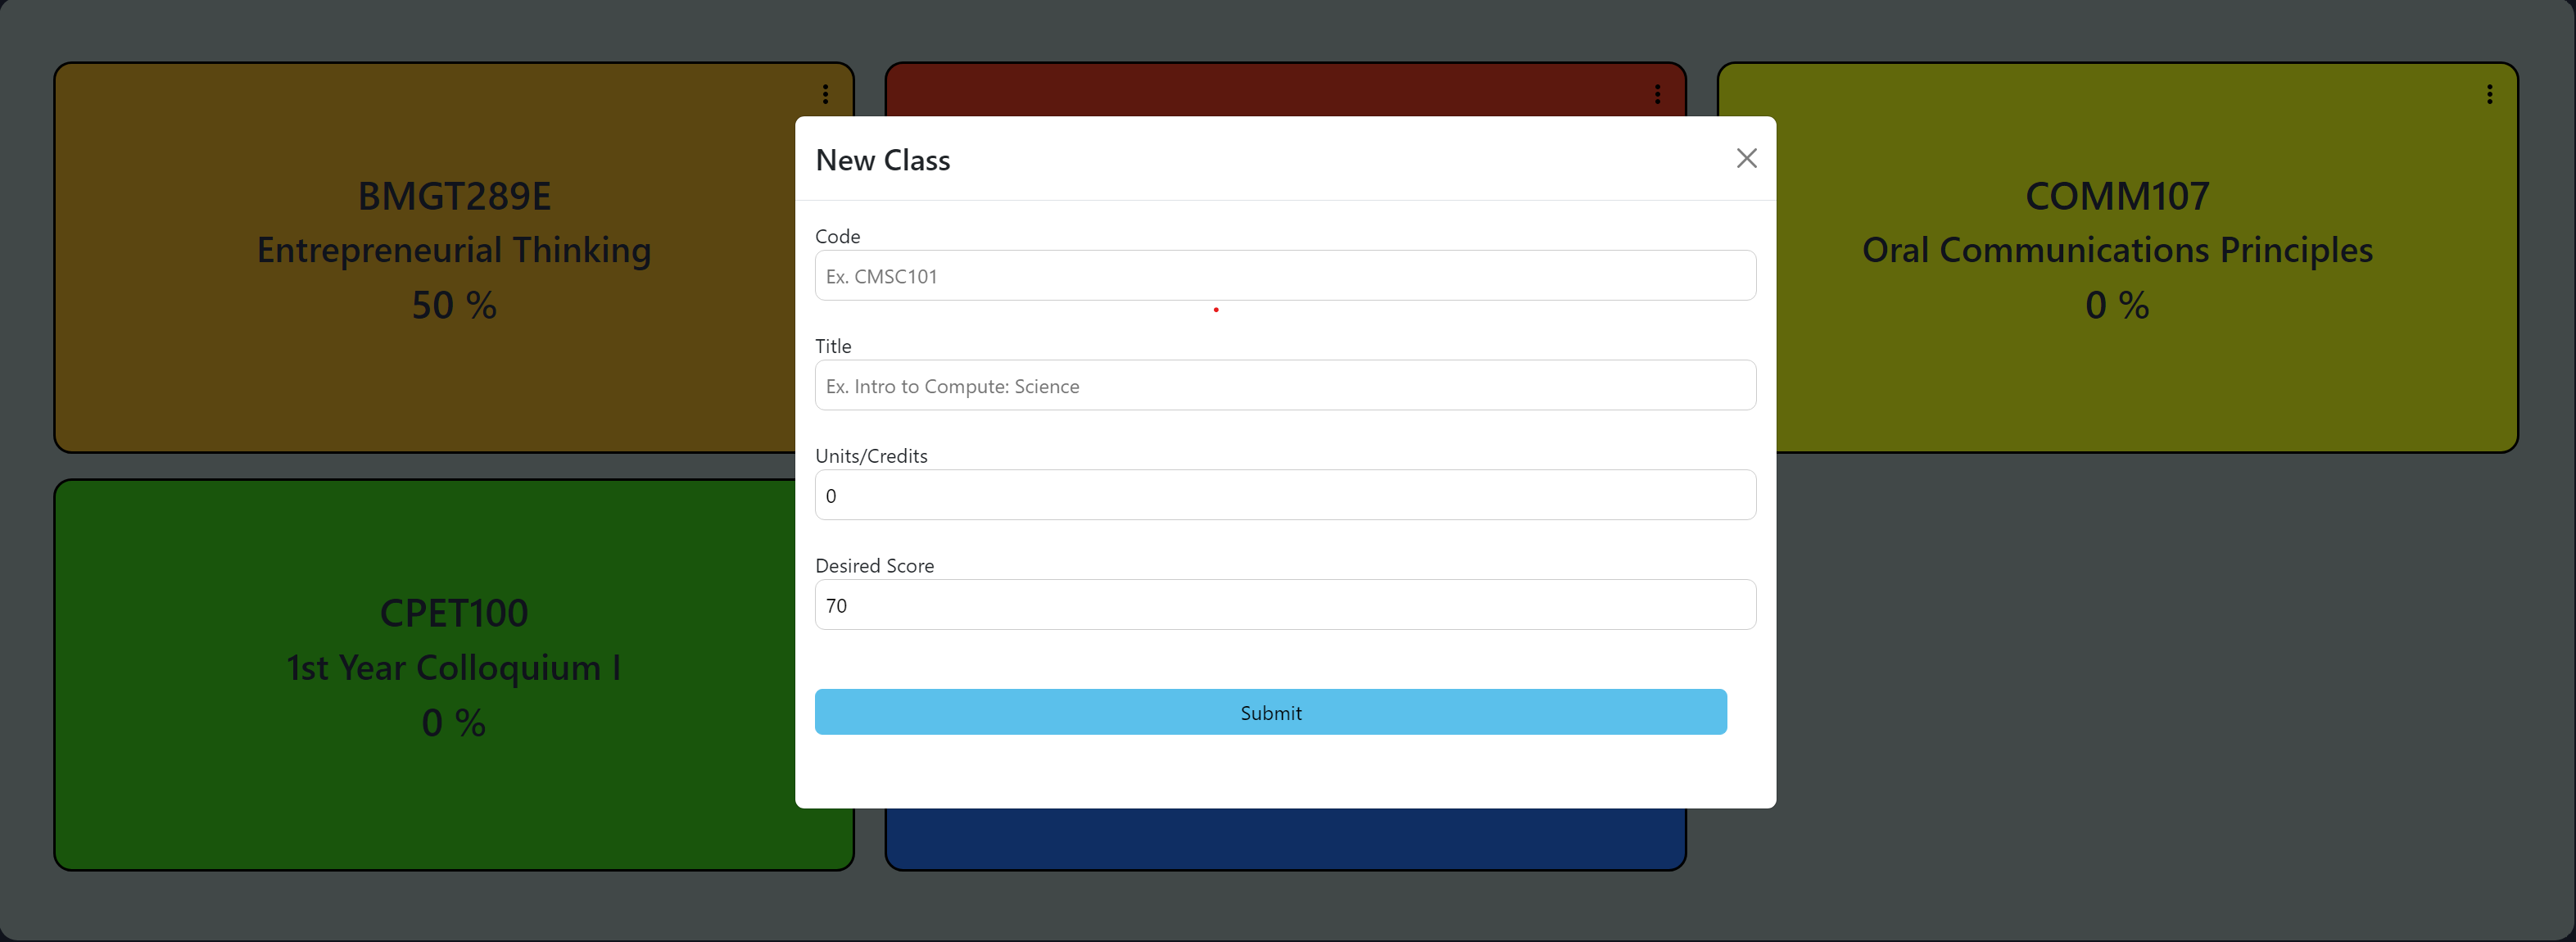 BMGT289E
Entrepreneurial Thinking
50 %
COMM107
Oral Communications Principles
0 %
CPET100
1st Year Colloquium I
0 %
New Class
Code
Ex. CMSC101
Title
Ex. Intro to Compute: Science
Units/Credits
0
Desired Score
70
Submit